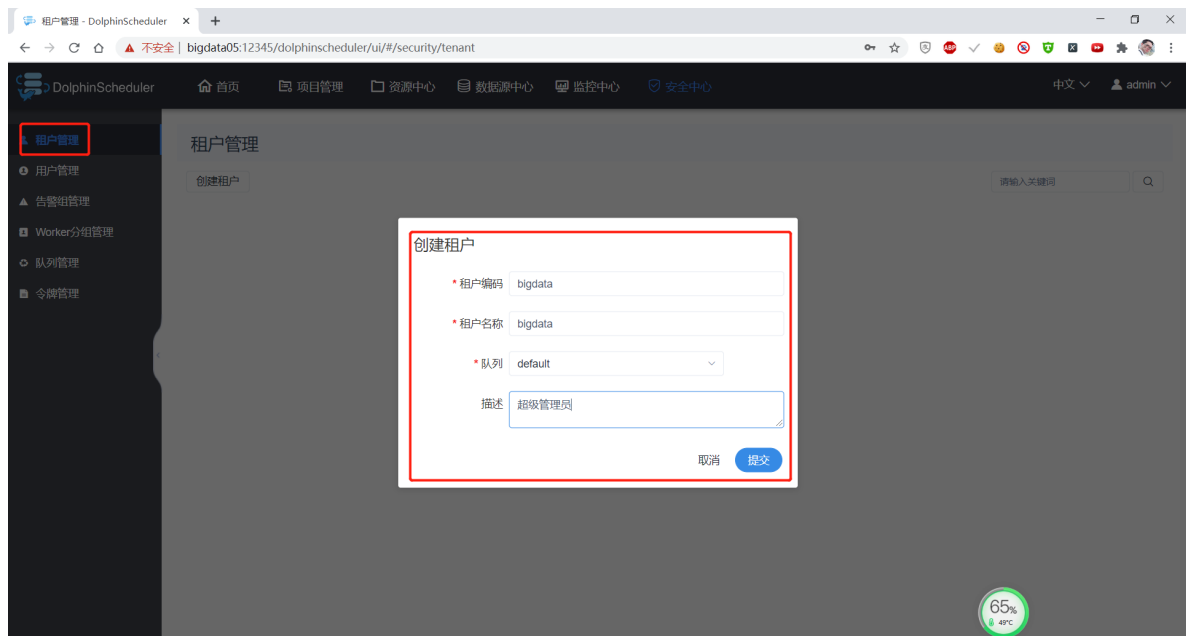 租户管理 - DolphinScheduler
不安全 | bigdata05:12345/dolphinscheduler/ui/#/security/tenant
ABP
DolphinScheduler 首页 项目管理 资源中心 数据源中心 监控中心 安全中心 中文 admin
租户管理
用户管理
告警组管理
Worker分组管理
队列管理
令牌管理
租户管理
创建租户 请输入关键词
创建租户
* 租户编码 bigdata
* 租户名称 bigdata
* 队列 default
描述 超级管理员
取消 提交
65%
49°C